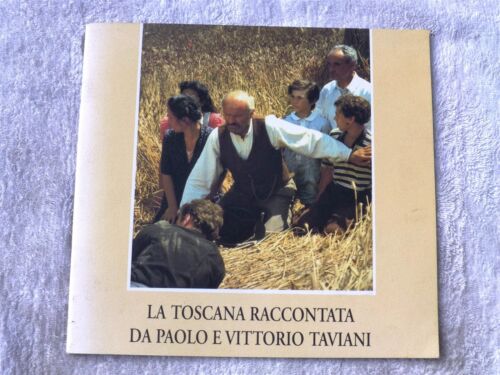 LA TOSCANA RACCONTATA
DA PAOLO E VITTORIO TAVIANI